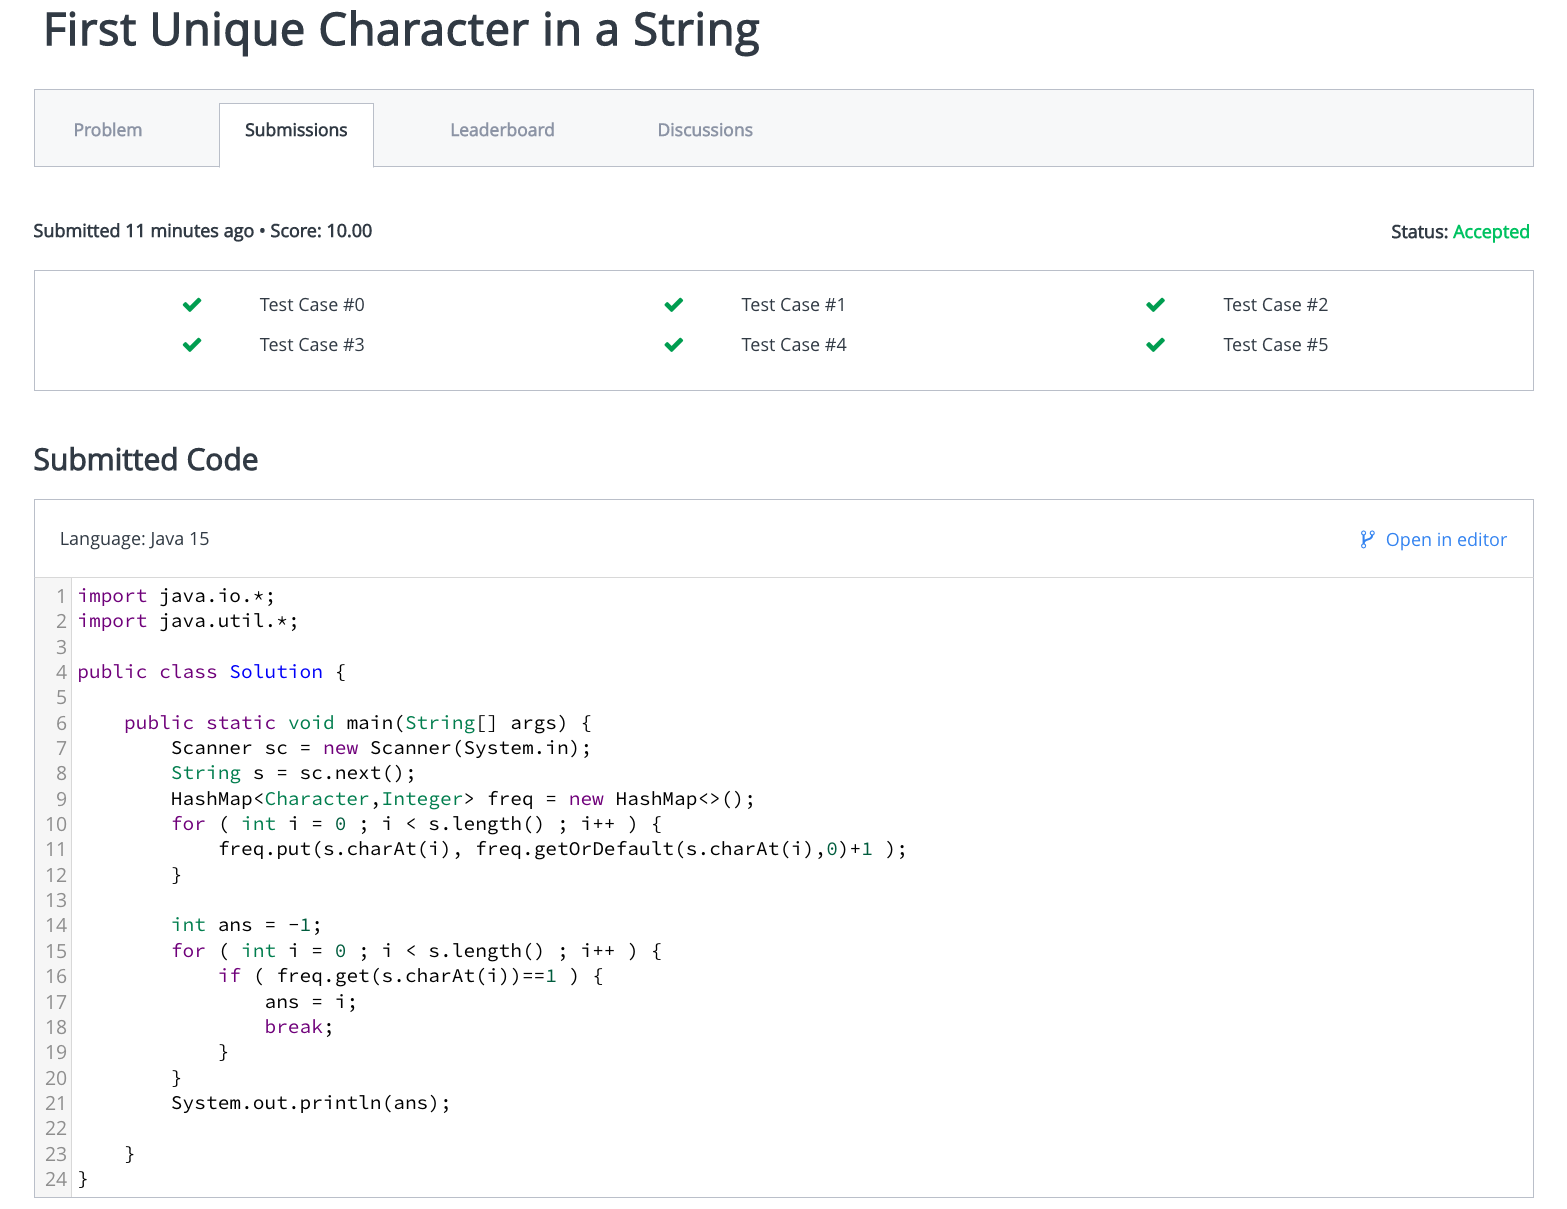 First Unique Character in a String
Problem
Submissions
Leaderboard
Discussions
Submitted 11 minutes ago • Score: 10.00
Status: Accepted
Test Case #0
Test Case #1
Test Case #2
Test Case #3
Test Case #4
Test Case #5
Submitted Code
Language: Java 15
Open in editor
1 import java.io.*;
2 import java.util.*;
3
4 public class Solution {
5
6     public static void main(String[] args) {
7         Scanner sc = new Scanner(System.in);
8         String s = sc.next();
9         HashMap<Character,Integer> freq = new HashMap<>();
10         for ( int i = 0 ; i < s.length() ; i++ ) {
11             freq.put(s.charAt(i), freq.getOrDefault(s.charAt(i),0)+1 );
12         }
13
14         int ans = -1;
15         for ( int i = 0 ; i < s.length() ; i++ ) {
16             if ( freq.get(s.charAt(i))==1 ) {
17                 ans = i;
18                 break;
19             }
20         }
21         System.out.println(ans);
22
23     }
24 }